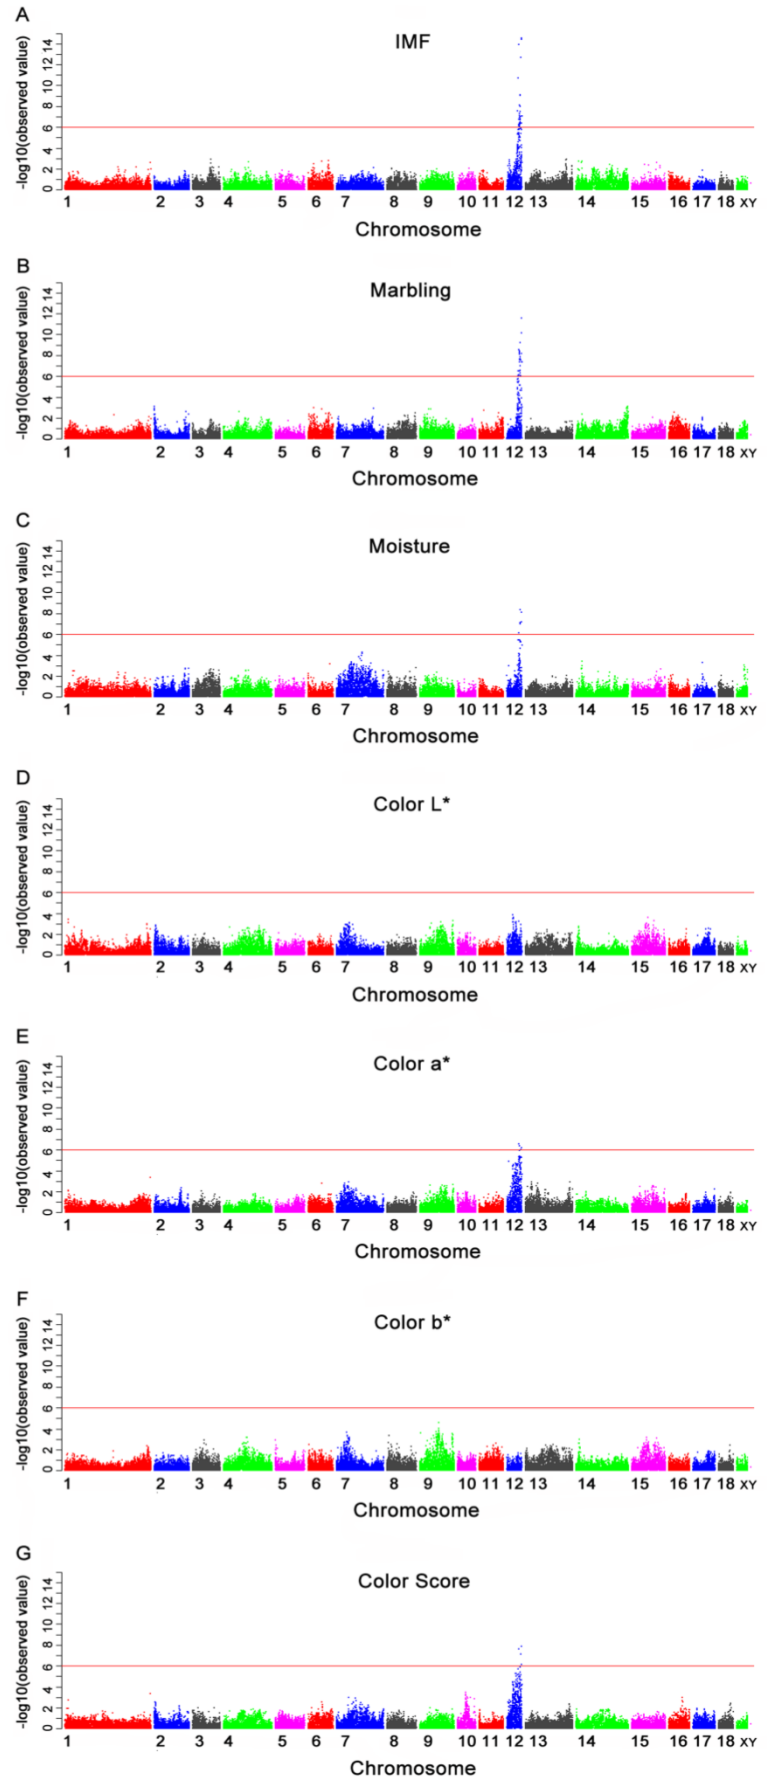 A
IMF
-log10(observed value)
0 2 4 6 8 10 12 14
1 2 3 4 5 6 7 8 9 10 11 12 13 14 15 16 17 18 XY
Chromosome
B
Marbling
-log10(observed value)
0 2 4 6 8 10 12 14
1 2 3 4 5 6 7 8 9 10 11 12 13 14 15 16 17 18 XY
Chromosome
C
Moisture
-log10(observed value)
0 2 4 6 8 10 12 14
1 2 3 4 5 6 7 8 9 10 11 12 13 14 15 16 17 18 XY
Chromosome
D
Color L*
-log10(observed value)
0 2 4 6 8 10 12 14
1 2 3 4 5 6 7 8 9 10 11 12 13 14 15 16 17 18 XY
Chromosome
E
Color a*
-log10(observed value)
0 2 4 6 8 10 12 14
1 2 3 4 5 6 7 8 9 10 11 12 13 14 15 16 17 18 XY
Chromosome
F
Color b*
-log10(observed value)
0 2 4 6 8 10 12 14
1 2 3 4 5 6 7 8 9 10 11 12 13 14 15 16 17 18 XY
Chromosome
G
Color Score
-log10(observed value)
0 2 4 6 8 10 12 14
1 2 3 4 5 6 7 8 9 10 11 12 13 14 15 16 17 18 XY
Chromosome